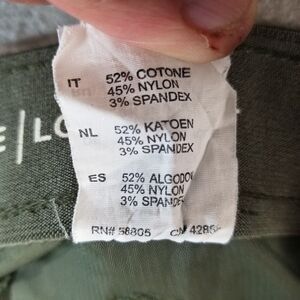 IT 52% COTONE
45% NYLON
3% SPANDEX
NL 52% KATOEN
45% NYLON
3% SPANDEX
ES 52% ALGODO
45% NYLON
3% SPANDE
RN# 58805
E | LO